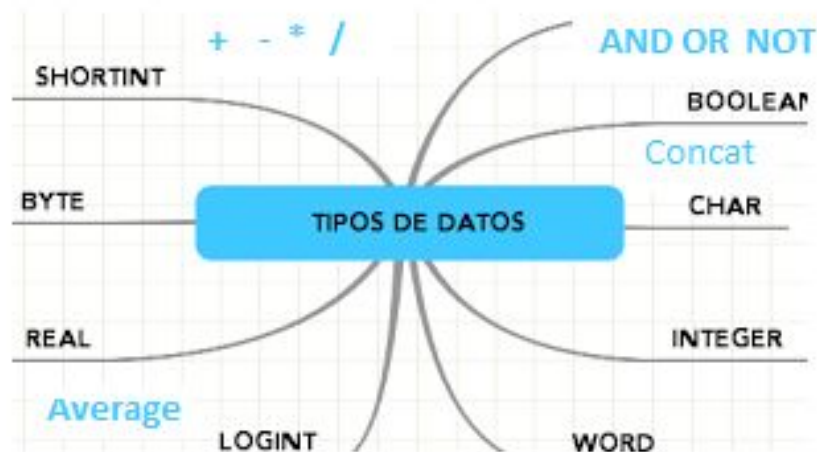 + - * /
AND OR NOT
SHORTINT
BOOLEAN
Concat
BYTE
CHAR
TIPOS DE DATOS
REAL
INTEGER
Average
LOGINT
WORD